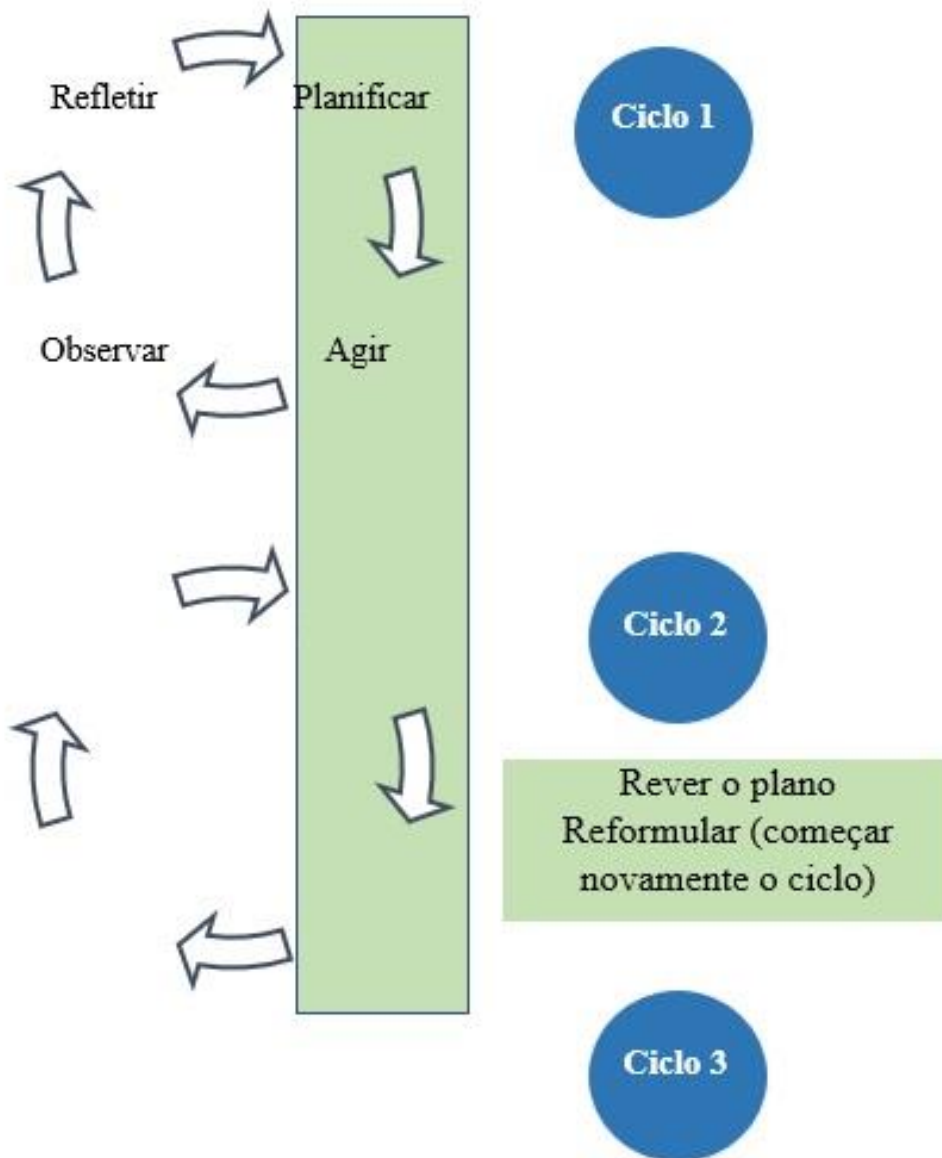 Refletir
Planificar
Ciclo 1
Observar
Agir
Ciclo 2
Rever o plano
Reformular (começar
novamente o ciclo)
Ciclo 3